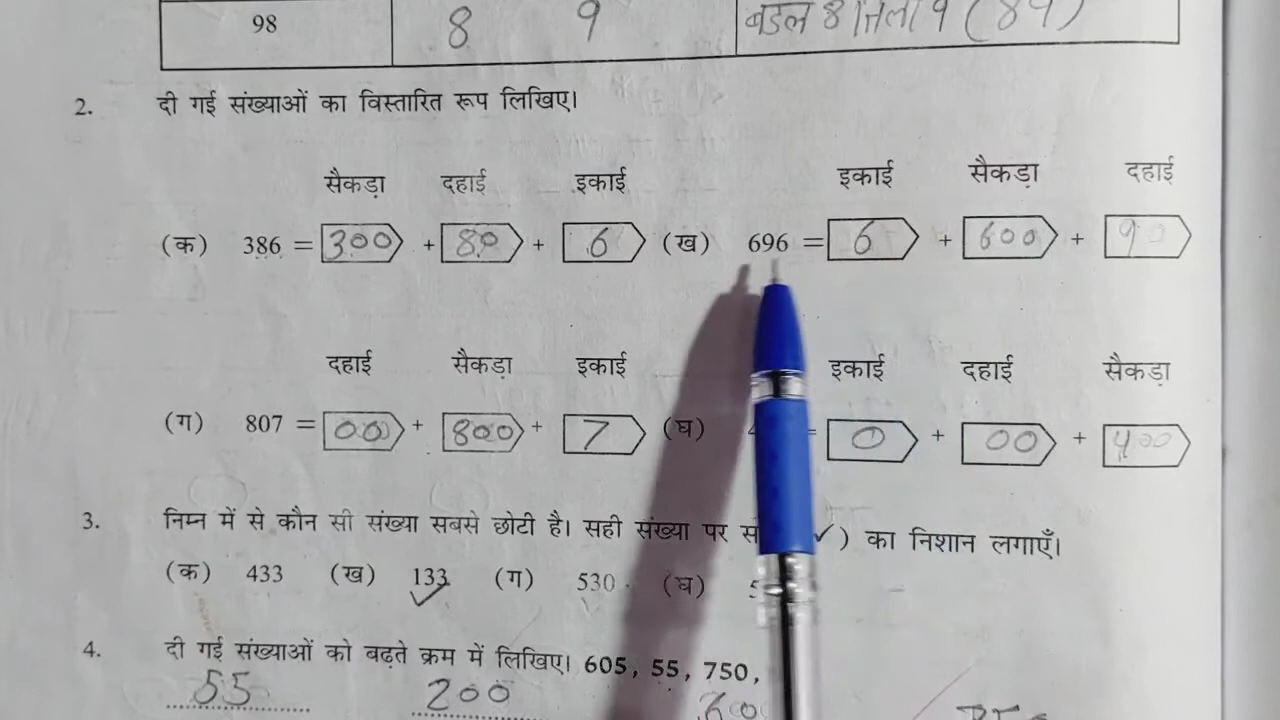 98 8 9 बंडल 8
2. दी गई संख्याओं का विस्तारित रूप लिखिए।
सैकड़ा दहाई इकाई इकाई सैकड़ा दहाई
(क) 386 = 300 + 80 + 6 (ख) 696 = 6 + 600 + 90
दहाई सैकड़ा इकाई इकाई दहाई सैकड़ा
(ग) 807 = 00 + 800 + 7 (घ) = 0 + 00 + 400
3. निम्न में से कौन सी संख्या सबसे छोटी है। सही संख्या पर ✓) का निशान लगाएँ।
(क) 433 (ख) 133 ✓ (ग) 530 (घ)
4. दी गई संख्याओं को बढ़ते क्रम में लिखिए। 605, 55, 750,
55 200